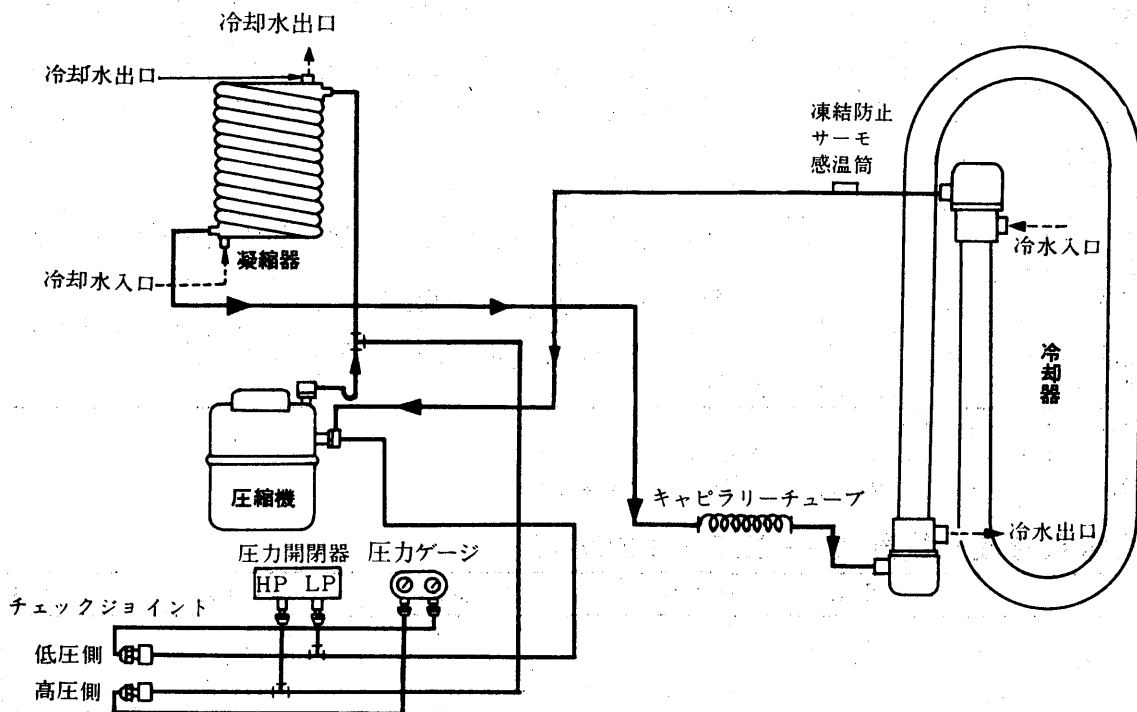 冷却水出口
冷却水出口
凍結防止
サーモ
感温筒
冷水入口
凝縮器
冷却水入口
冷却器
圧縮機
キャピラリーチューブ
冷水出口
圧力開閉器
圧力ゲージ
HP LP
チェックジョイント
低圧側
高圧側